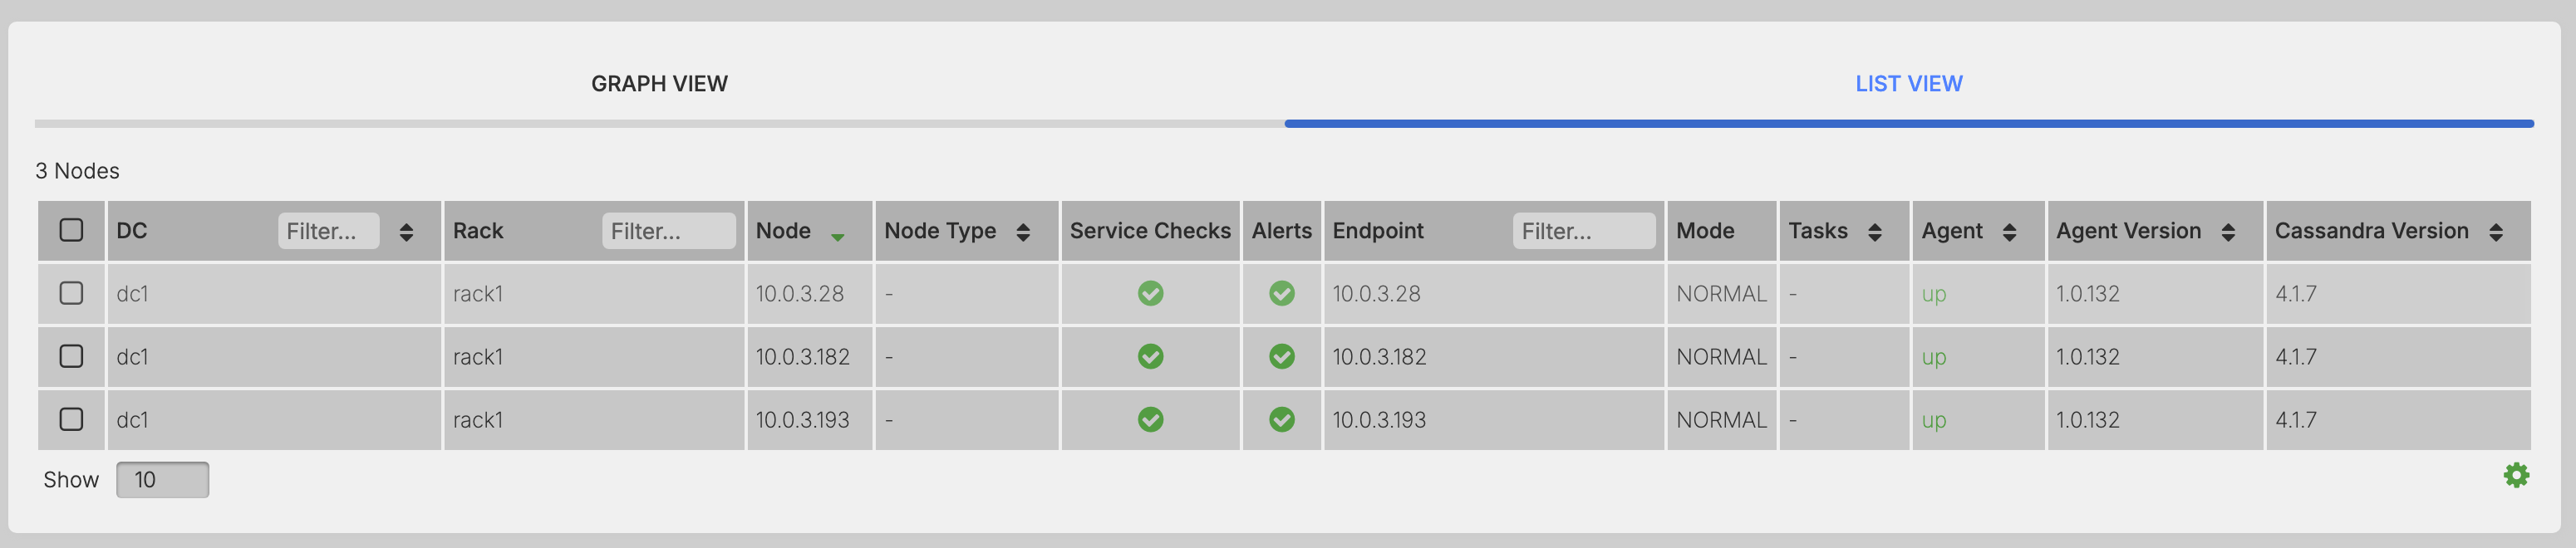 GRAPH VIEW LIST VIEW
3 Nodes
DC Filter... Rack Filter... Node Node Type Service Checks Alerts Endpoint Filter... Mode Tasks Agent Agent Version Cassandra Version
dc1 rack1 10.0.3.28 - 10.0.3.28 NORMAL - up 1.0.132 4.1.7
dc1 rack1 10.0.3.182 - 10.0.3.182 NORMAL - up 1.0.132 4.1.7
dc1 rack1 10.0.3.193 - 10.0.3.193 NORMAL - up 1.0.132 4.1.7
Show 10